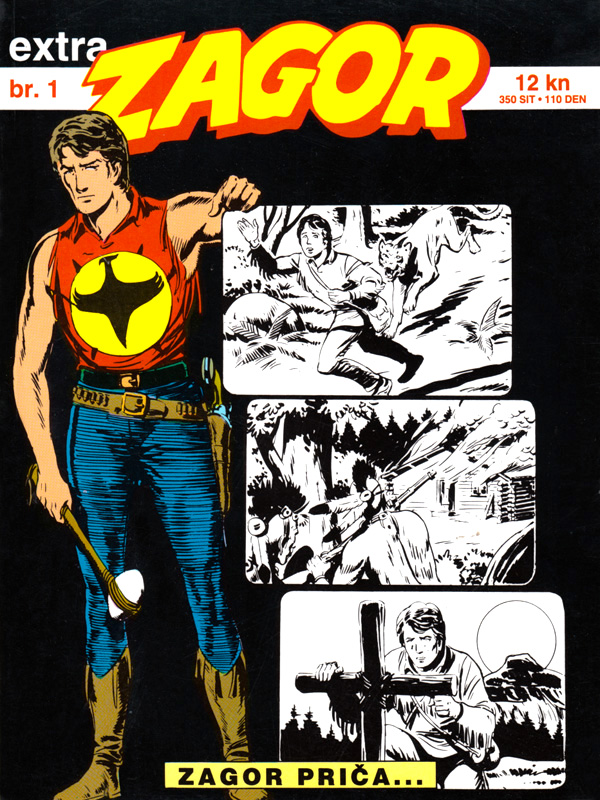 extra
ZAGOR
br. 1
12 kn
350 SIT • 110 DEN
ZAGOR PRIČA...